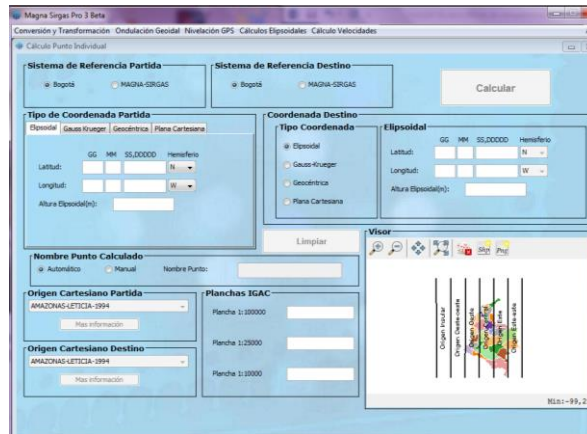 Magna Sirgas Pro 3 Beta
Conversión y Transformación Ondulación Geoidal Nivelación GPS Cálculos Elipsoidales Cálculo Velocidades
Cálculo Punto Individual
Sistema de Referencia Partida
Bogotá MAGNA-SIRGAS
Sistema de Referencia Destino
Bogotá MAGNA-SIRGAS
Calcular
Tipo de Coordenada Partida
Elipsoidal Gauss Krueger Geocéntrica Plana Cartesiana
GG MM SS,DDDDD Hemisferio
Latitud: N
Longitud: W
Altura Elipsoidal(m):
Coordenada Destino
Tipo Coordenada
Elipsoidal
Gauss-Krueger
Geocéntrica
Plana Cartesiana
Elipsoidal
GG MM SS,DDDDD Hemisferio
Latitud: N
Longitud: W
Altura Elipsoidal(m):
Limpiar
Nombre Punto Calculado
Automático Manual Nombre Punto:
Origen Cartesiano Partida
AMAZONAS-LETICIA-1994
Mas información
Origen Cartesiano Destino
AMAZONAS-LETICIA-1994
Mas información
Planchas IGAC
Plancha 1:100000
Plancha 1:25000
Plancha 1:10000
Visor
Shp Png
Origen Insular
Origen Oeste-oeste
Origen Oeste
Origen Este
Origen Este-este
Min:-99,2